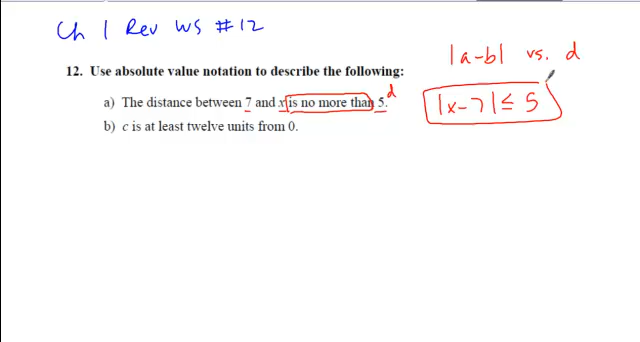 Ch 1 Rev WS #12
|a-b| vs. d
12. Use absolute value notation to describe the following:
a) The distance between 7 and x is no more than 5. d
|x-7| ≤ 5
b) c is at least twelve units from 0.